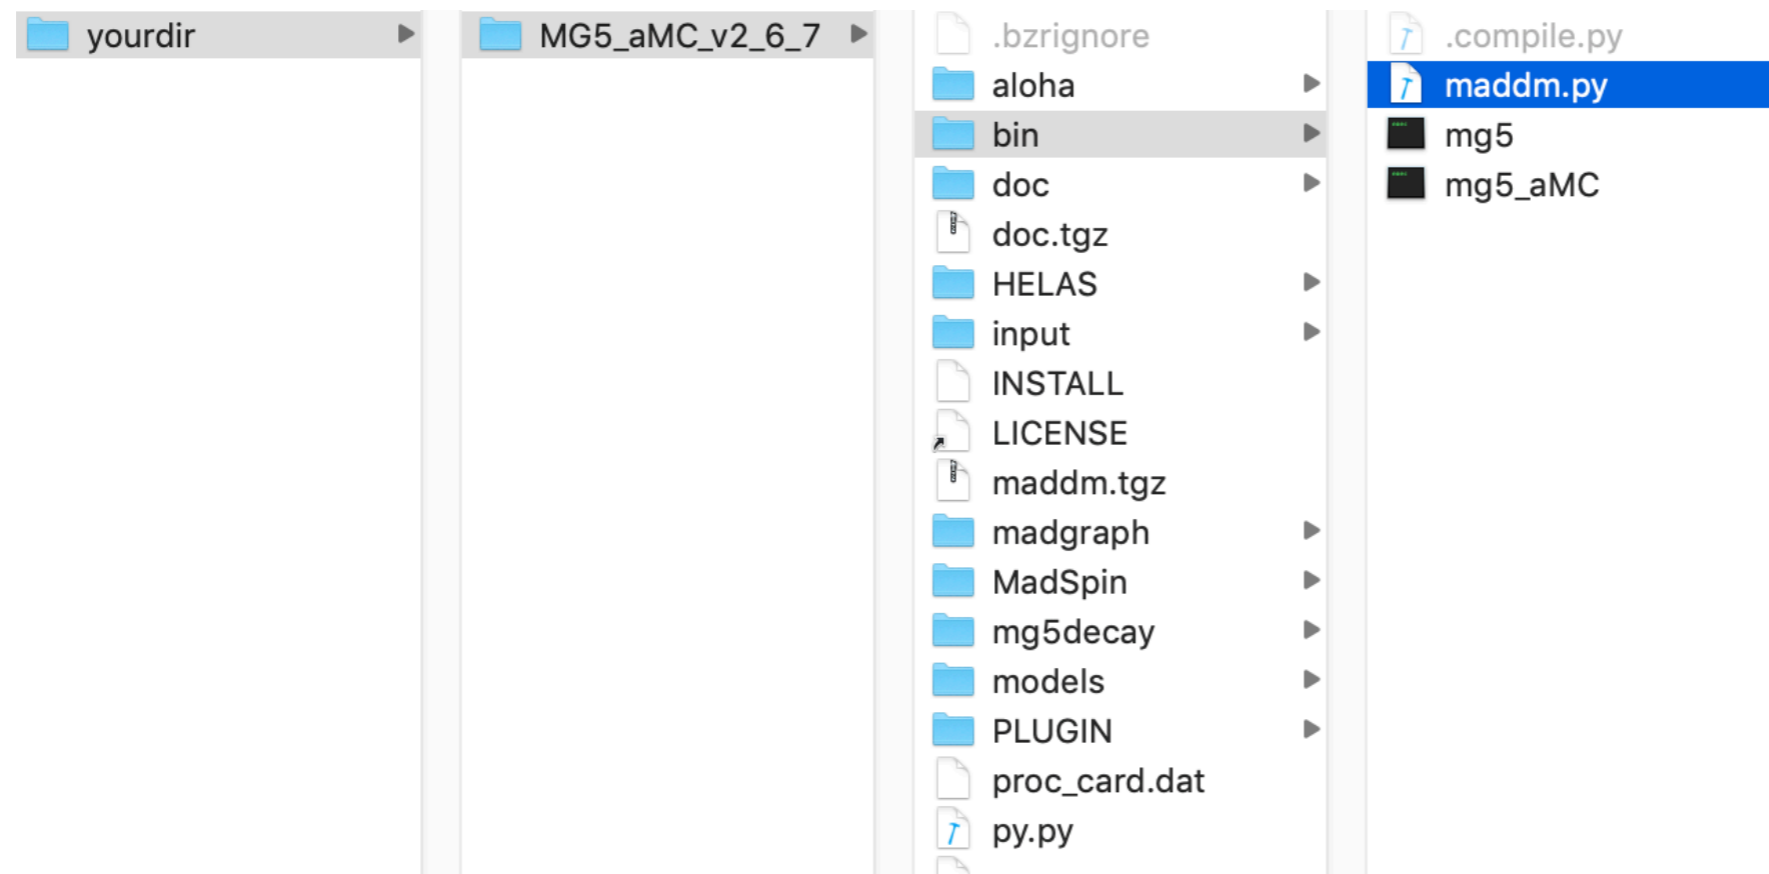 yourdir
MG5_aMC_v2_6_7
.bzrignore
aloha
bin
doc
doc.tgz
HELAS
input
INSTALL
LICENSE
maddm.tgz
madgraph
MadSpin
mg5decay
models
PLUGIN
proc_card.dat
py.py
.compile.py
maddm.py
mg5
mg5_aMC